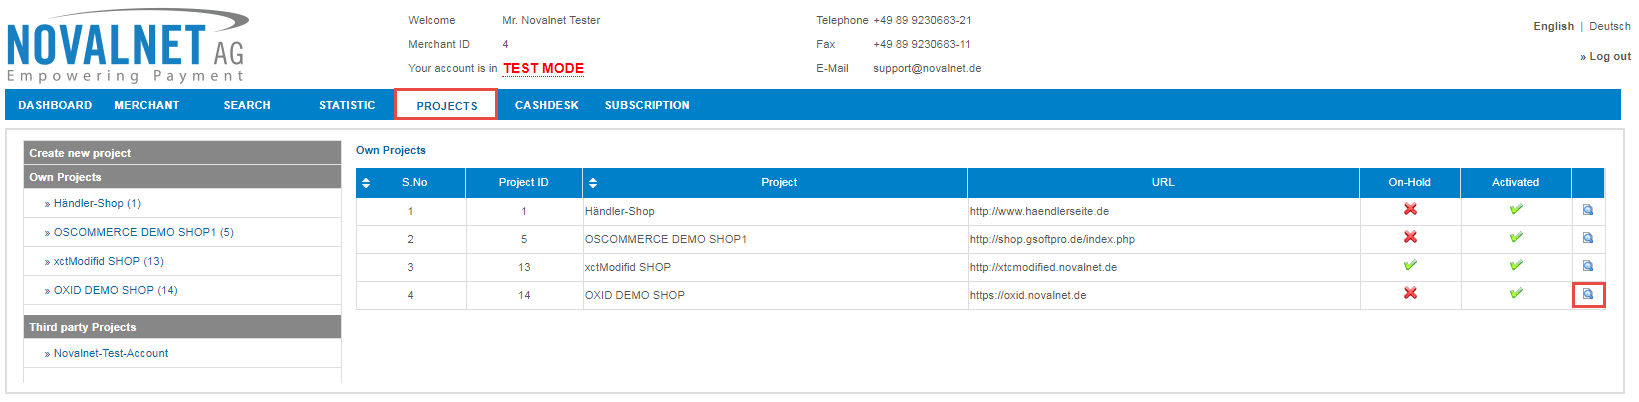 NOVALNET AG
Empowering Payment
Welcome Mr. Novalnet Tester
Merchant ID 4
Your account is in TEST MODE
Telephone +49 89 9230683-21
Fax +49 89 9230683-11
E-Mail support@novalnet.de
English | Deutsch
» Log out
DASHBOARD MERCHANT SEARCH STATISTIC PROJECTS CASHDESK SUBSCRIPTION
Create new project
Own Projects
» Händler-Shop (1)
» OSCOMMERCE DEMO SHOP1 (5)
» xctModifid SHOP (13)
» OXID DEMO SHOP (14)
Third party Projects
» Novalnet-Test-Account
Own Projects
S.No Project ID Project URL On-Hold Activated
1 1 Händler-Shop http://www.haendlerseite.de
2 5 OSCOMMERCE DEMO SHOP1 http://shop.gsoftpro.de/index.php
3 13 xctModifid SHOP http://xtcmodified.novalnet.de
4 14 OXID DEMO SHOP https://oxid.novalnet.de